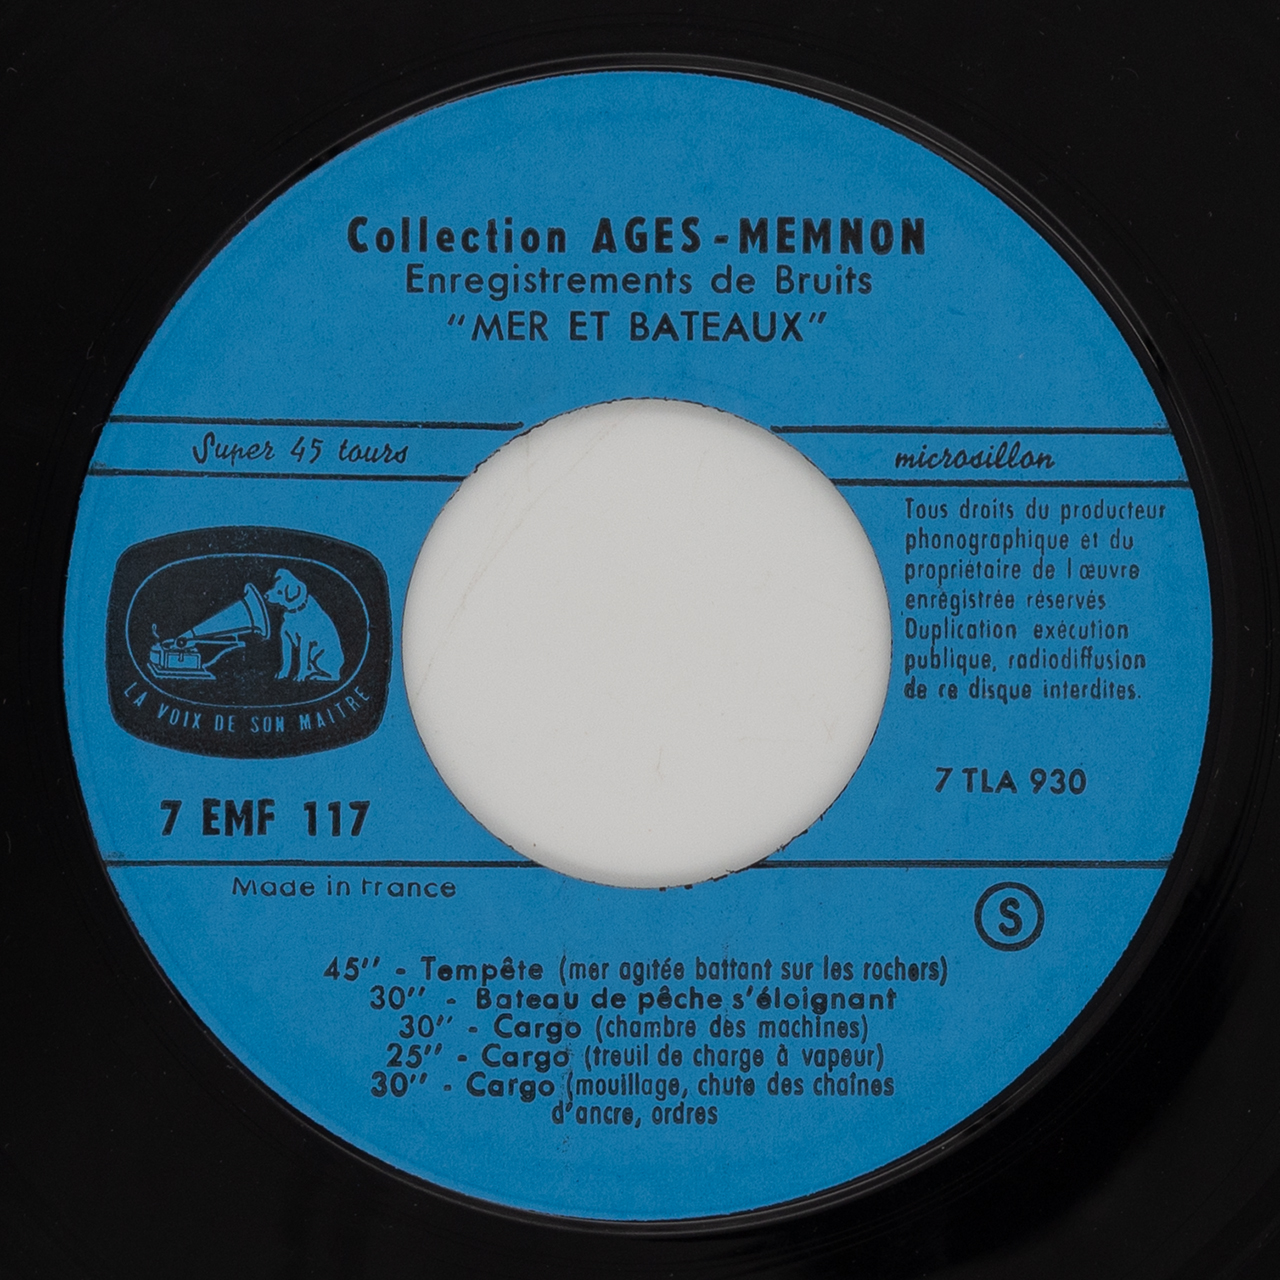 Collection AGES-MEMNON
Enregistrements de Bruits
"MER ET BATEAUX"
Super 45 tours
microsillon
Tous droits du producteur
phonographique et du
propriétaire de l œuvre
enrégistrée réservés
Duplication exécution
publique, radiodiffusion
de ce disque interdites.
LA VOIX DE SON MAITRE
7 TLA 930
7 EMF 117
Made in France
S
45'' - Tempête (mer agitée battant sur les rochers)
30'' - Bateau de pêche s'éloignant
30'' - Cargo (chambre des machines)
25'' - Cargo (treuil de charge à vapeur)
30'' - Cargo (mouillage, chute des chaînes
d'ancre, ordres